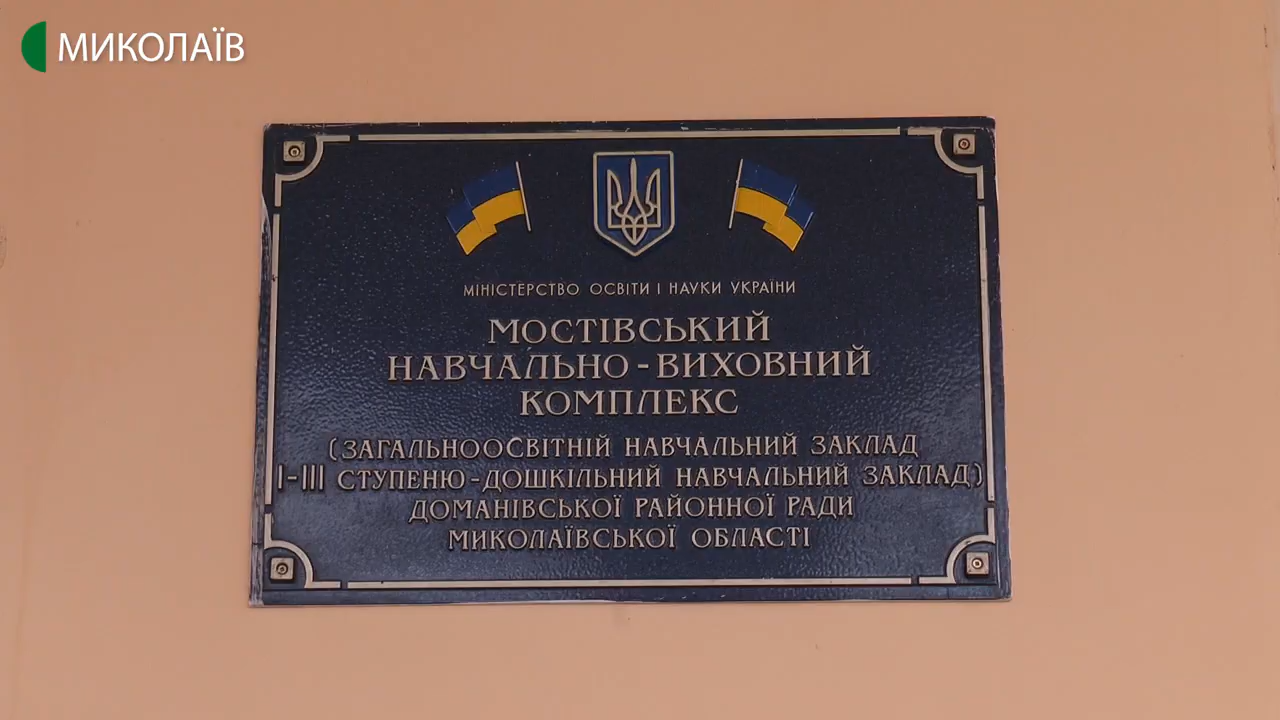 МИКОЛАЇВ
МІНІСТЕРСТВО ОСВІТИ І НАУКИ УКРАЇНИ
МОСТІВСЬКИЙ
НАВЧАЛЬНО-ВИХОВНИЙ
КОМПЛЕКС
(ЗАГАЛЬНООСВІТНІЙ НАВЧАЛЬНИЙ ЗАКЛАД
І-ІІІ СТУПЕНЮ-ДОШКІЛЬНИЙ НАВЧАЛЬНИЙ ЗАКЛАД)
ДОМАНІВСЬКОЇ РАЙОННОЇ РАДИ
МИКОЛАЇВСЬКОЇ ОБЛАСТІ